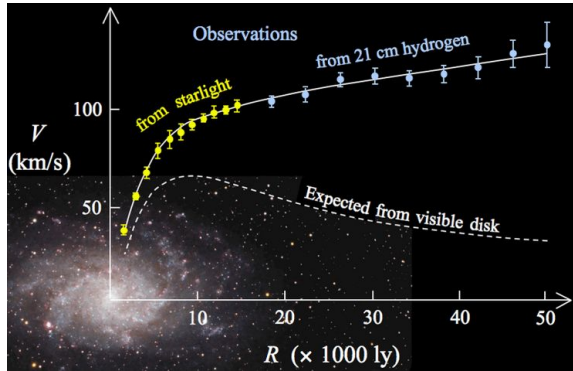 Observations
from starlight
from 21 cm hydrogen
100
V
(km/s)
50
Expected from visible disk
10
20
30
40
50
R (× 1000 ly)